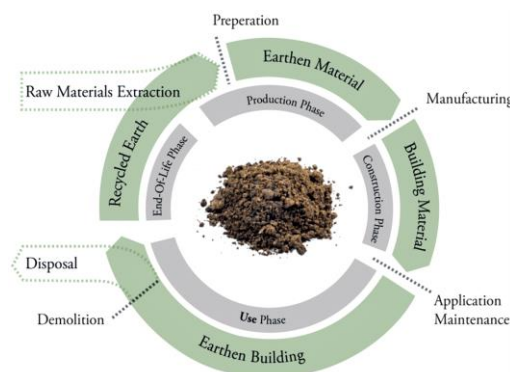 Preperation
Earthen Material
Raw Materials Extraction
Production Phase
Manufacturing
Recycled Earth
End-Of-Life Phase
Construction Phase
Building Material
Disposal
Use Phase
Application
Maintenance
Demolition
Earthen Building